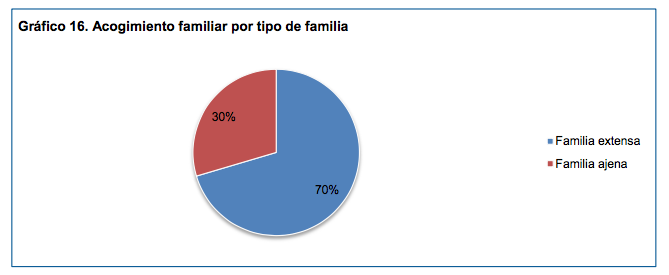 Gráfico 16. Acogimiento familiar por tipo de familia
30%
70%
Familia extensa
Familia ajena